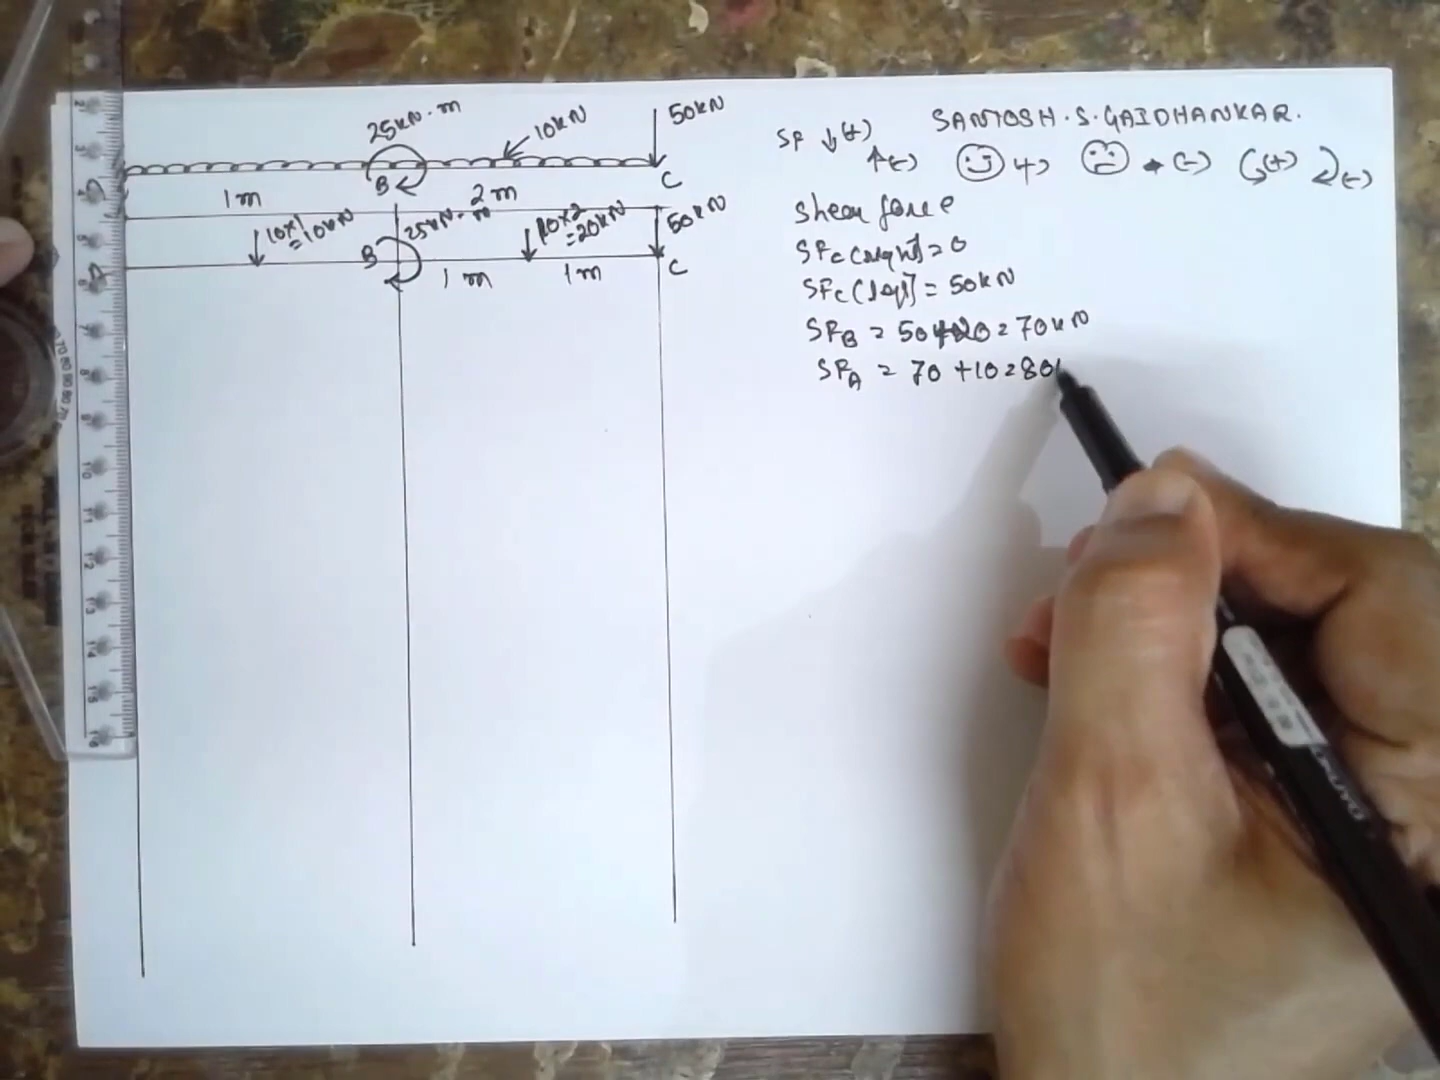 25kN.m
10kN
50kN
B
C
1m
2m
10×1
=10kN
25kN-m
10×2
=20kN
50kN
A
B
1m
1m
C
SANTOSH.S.GAIDHANKAR.
SF ↓(+)
↑(-)
(+)
(-)
(+)
(-)
Shear force
SFc(right) = 0
SFc(left) = 50kN
SFB = 50+20 = 70kN
SFA = 70 +10 = 80